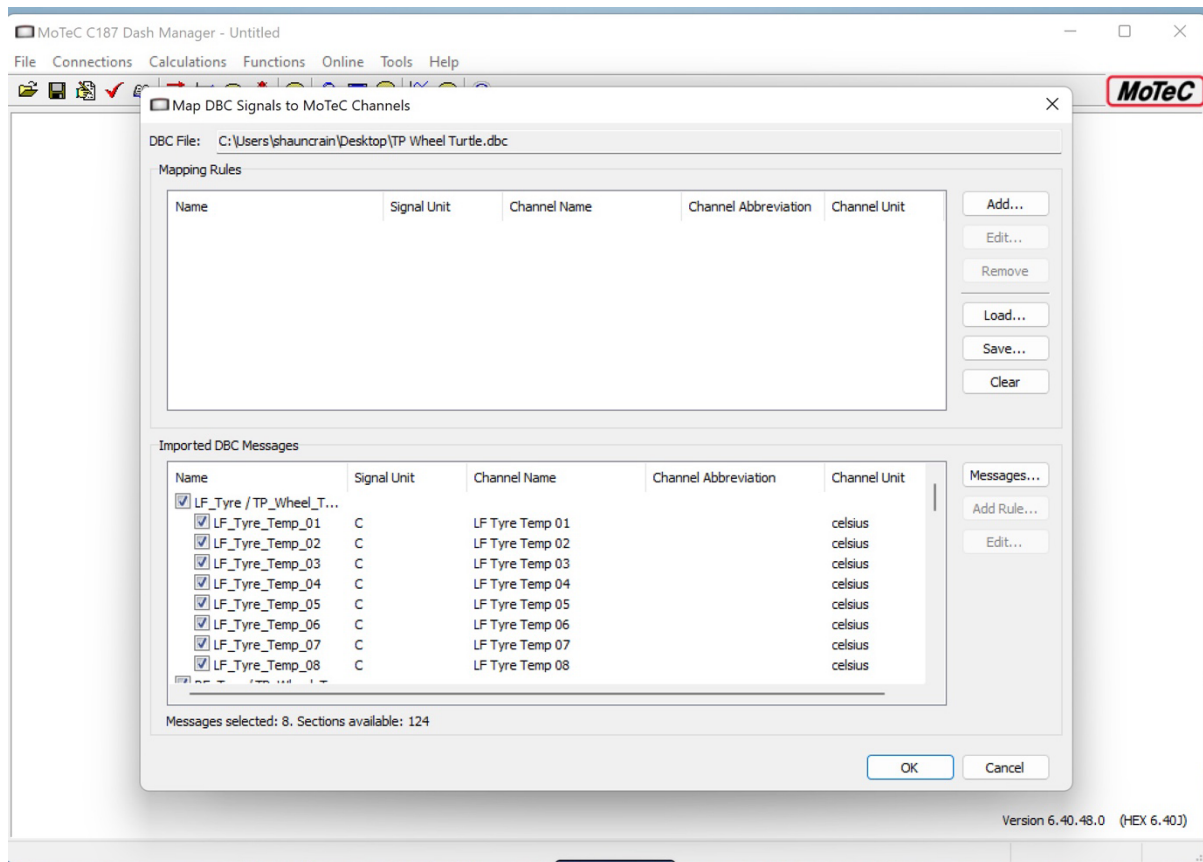 MoTeC C187 Dash Manager - Untitled
File Connections Calculations Functions Online Tools Help
MoTeC
Map DBC Signals to MoTeC Channels
DBC File: C:\Users\shauncrain\Desktop\TP Wheel Turtle.dbc
Mapping Rules
Name Signal Unit Channel Name Channel Abbreviation Channel Unit
Add...
Edit...
Remove
Load...
Save...
Clear
Imported DBC Messages
Name Signal Unit Channel Name Channel Abbreviation Channel Unit
Messages...
Add Rule...
Edit...
LF_Tyre / TP_Wheel_T...
LF_Tyre_Temp_01 C LF Tyre Temp 01 celsius
LF_Tyre_Temp_02 C LF Tyre Temp 02 celsius
LF_Tyre_Temp_03 C LF Tyre Temp 03 celsius
LF_Tyre_Temp_04 C LF Tyre Temp 04 celsius
LF_Tyre_Temp_05 C LF Tyre Temp 05 celsius
LF_Tyre_Temp_06 C LF Tyre Temp 06 celsius
LF_Tyre_Temp_07 C LF Tyre Temp 07 celsius
LF_Tyre_Temp_08 C LF Tyre Temp 08 celsius
Messages selected: 8. Sections available: 124
OK Cancel
Version 6.40.48.0 (HEX 6.40J)